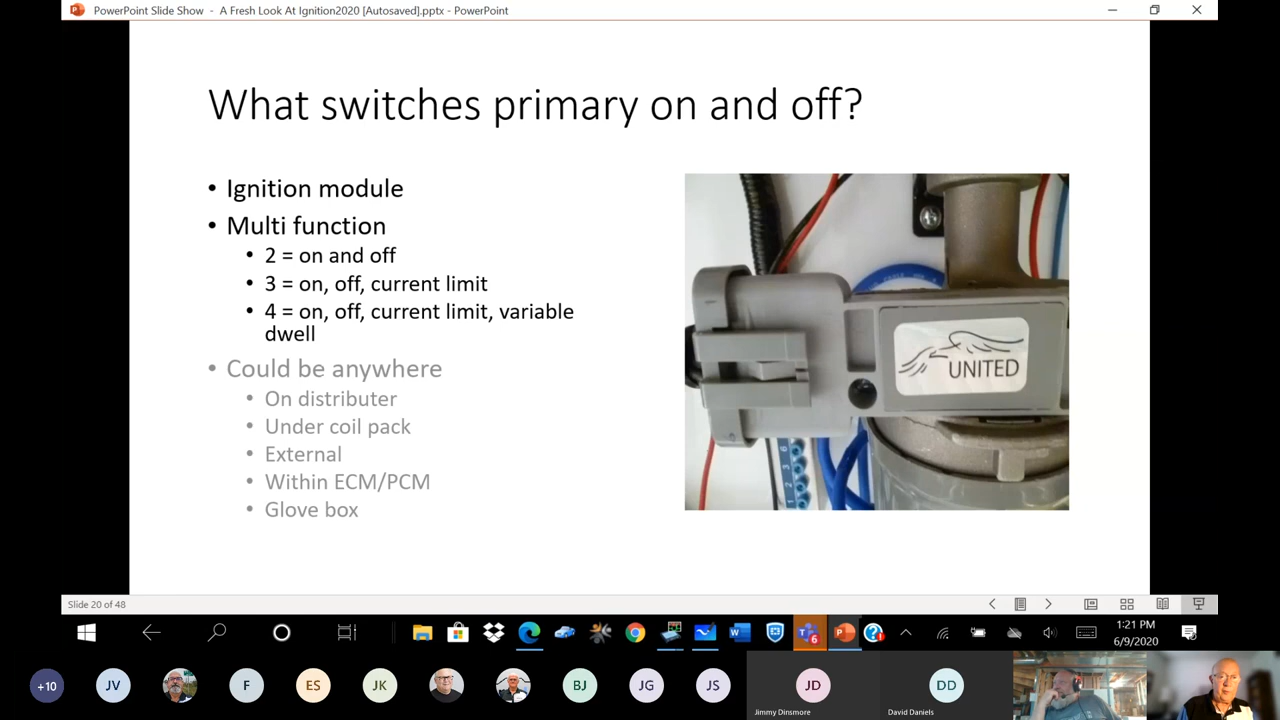 PowerPoint Slide Show - A Fresh Look At Ignition2020 [Autosaved].pptx - PowerPoint
What switches primary on and off?
• Ignition module
• Multi function
• 2 = on and off
• 3 = on, off, current limit
• 4 = on, off, current limit, variable
dwell
• Could be anywhere
• On distributer
• Under coil pack
• External
• Within ECM/PCM
• Glove box
UNITED
Slide 20 of 48
1:21 PM
6/9/2020
+10
JV
F
ES
JK
BJ
JG
JS
JD
DD
Jimmy Dinsmore
David Daniels